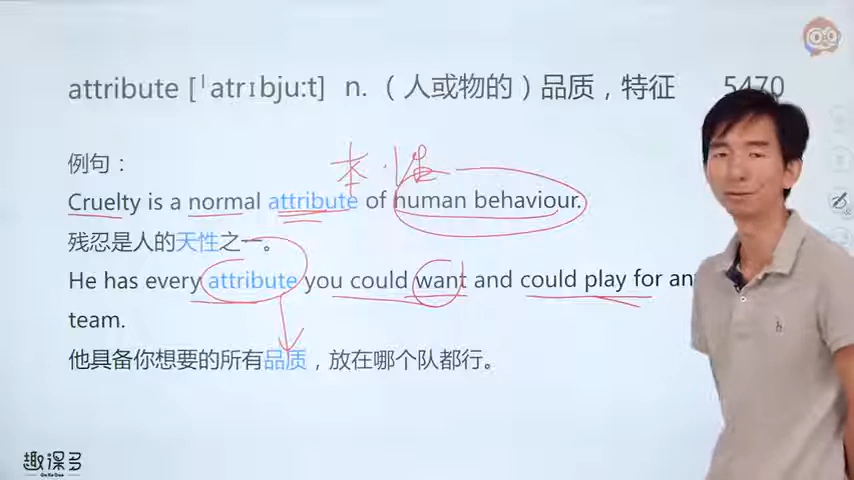 attribute [ˈatrɪbjuːt] n.（人或物的）品质，特征 5470
例句：
本性
Cruelty is a normal attribute of human behaviour.
残忍是人的天性之一。
He has every attribute you could want and could play for an
team.
他具备你想要的所有品质，放在哪个队都行。
趣课多